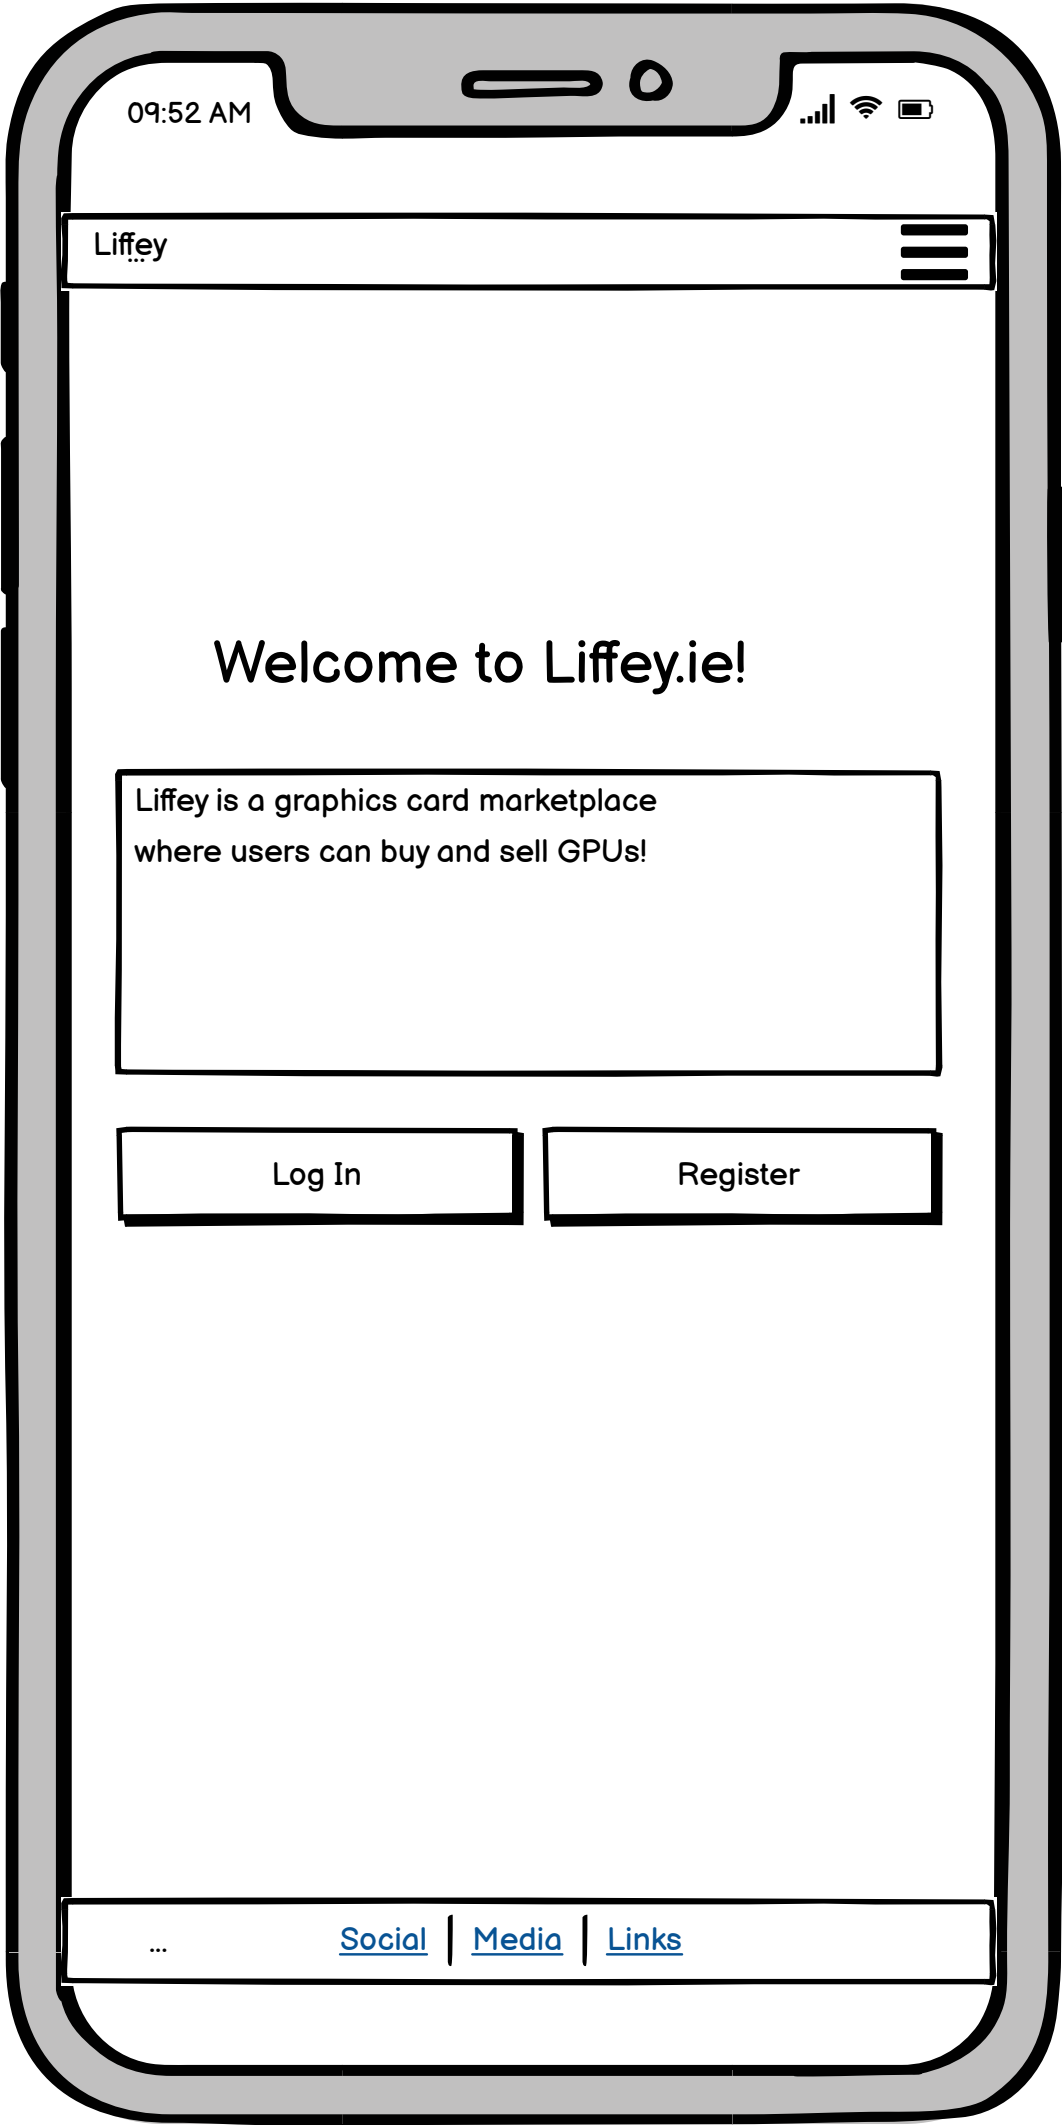 09:52 AM
Liffey
...
Welcome to Liffey.ie!
Liffey is a graphics card marketplace
where users can buy and sell GPUs!
Log In
Register
...
Social | Media | Links